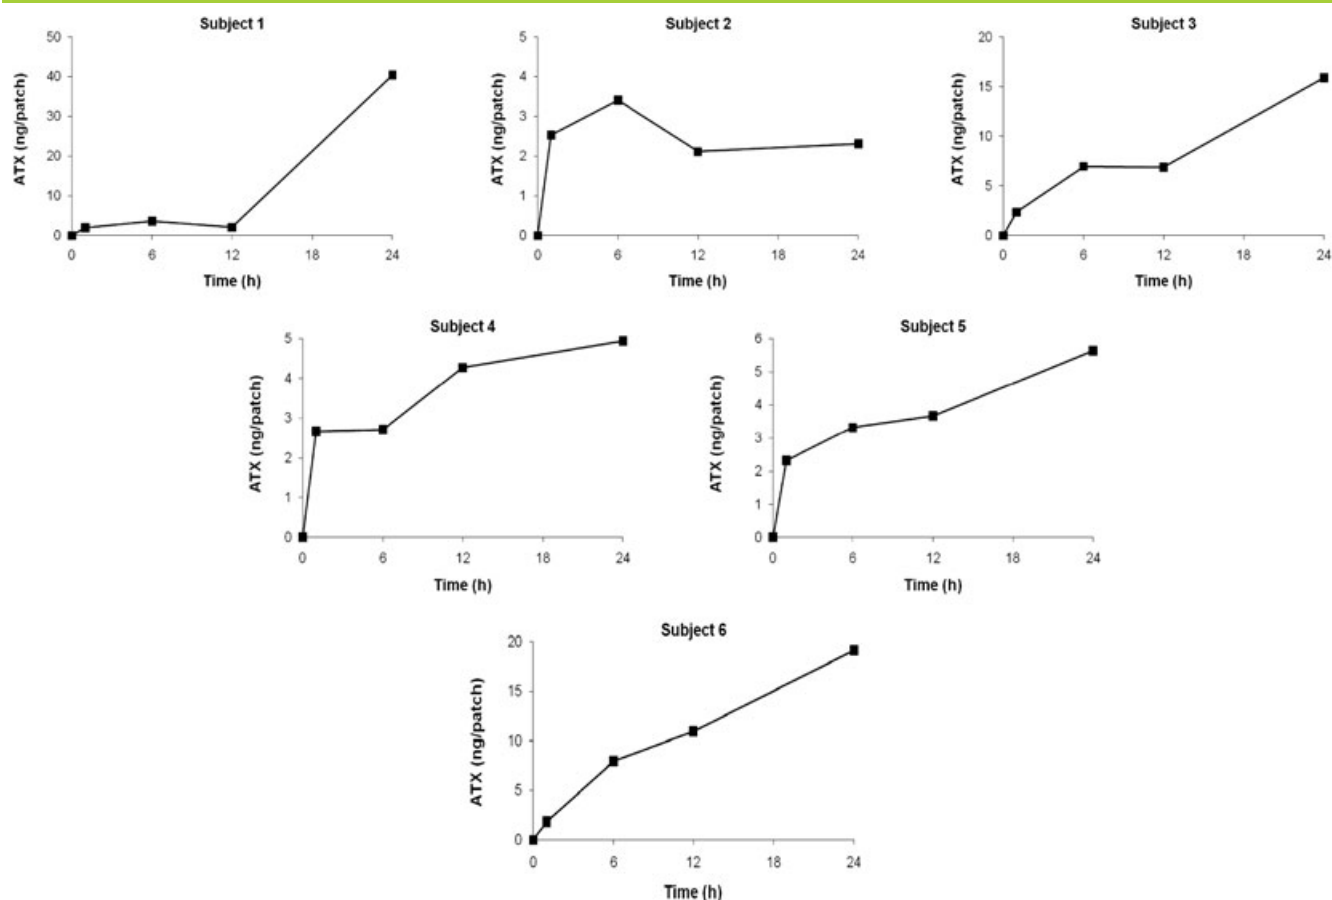 Subject 1
50
40
30
20
10
0
ATX (ng/patch)
0 6 12 18 24
Time (h)
Subject 2
5
4
3
2
1
0
ATX (ng/patch)
0 6 12 18 24
Time (h)
Subject 3
20
15
10
5
0
ATX (ng/patch)
0 6 12 18 24
Time (h)
Subject 4
5
4
3
2
1
0
ATX (ng/patch)
0 6 12 18 24
Time (h)
Subject 5
6
5
4
3
2
1
0
ATX (ng/patch)
0 6 12 18 24
Time (h)
Subject 6
20
15
10
5
0
ATX (ng/patch)
0 6 12 18 24
Time (h)